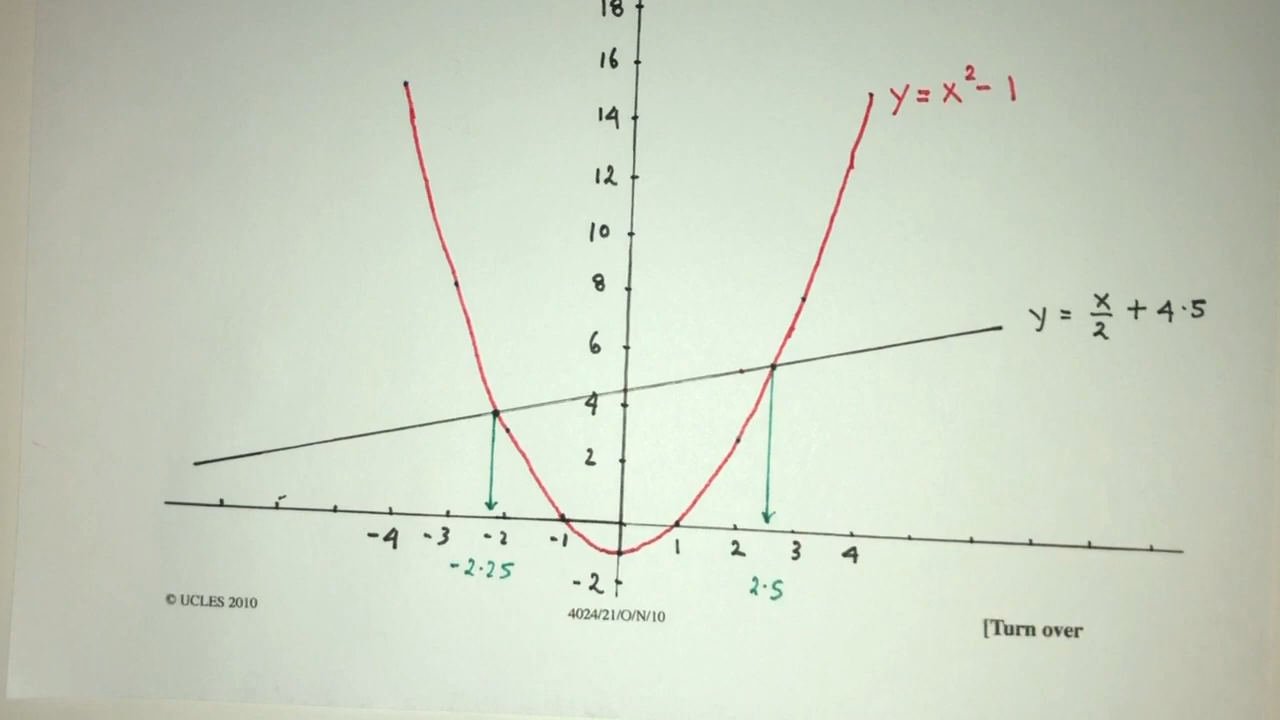 18
16
y = x² - 1
14
12
10
8
y = x/2 + 4.5
6
4
2
-4 -3 -2 -1 1 2 3 4
-2.25
-2
2.5
© UCLES 2010
4024/21/O/N/10
[Turn over